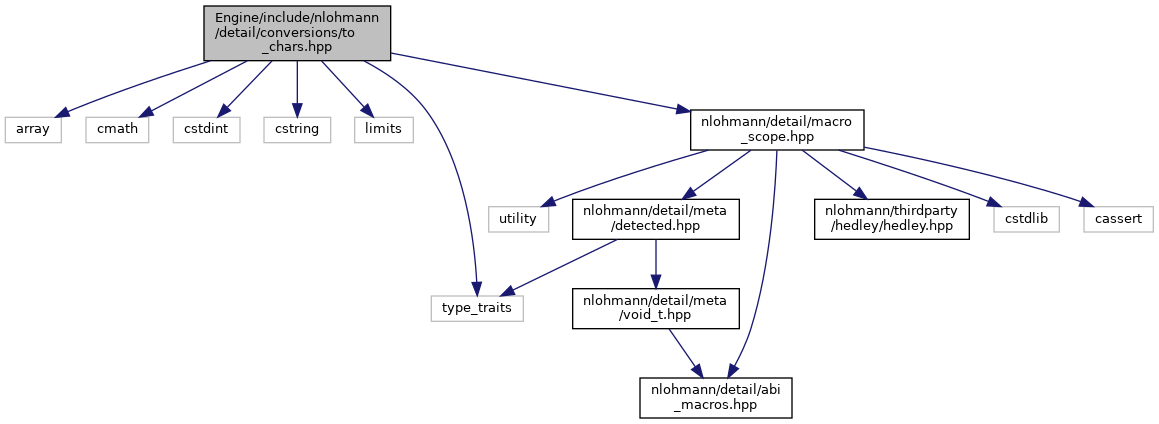 Engine/include/nlohmann
/detail/conversions/to
_chars.hpp
array
cmath
cstdint
cstring
limits
nlohmann/detail/macro
_scope.hpp
utility
nlohmann/detail/meta
/detected.hpp
nlohmann/thirdparty
/hedley/hedley.hpp
cstdlib
cassert
type_traits
nlohmann/detail/meta
/void_t.hpp
nlohmann/detail/abi
_macros.hpp